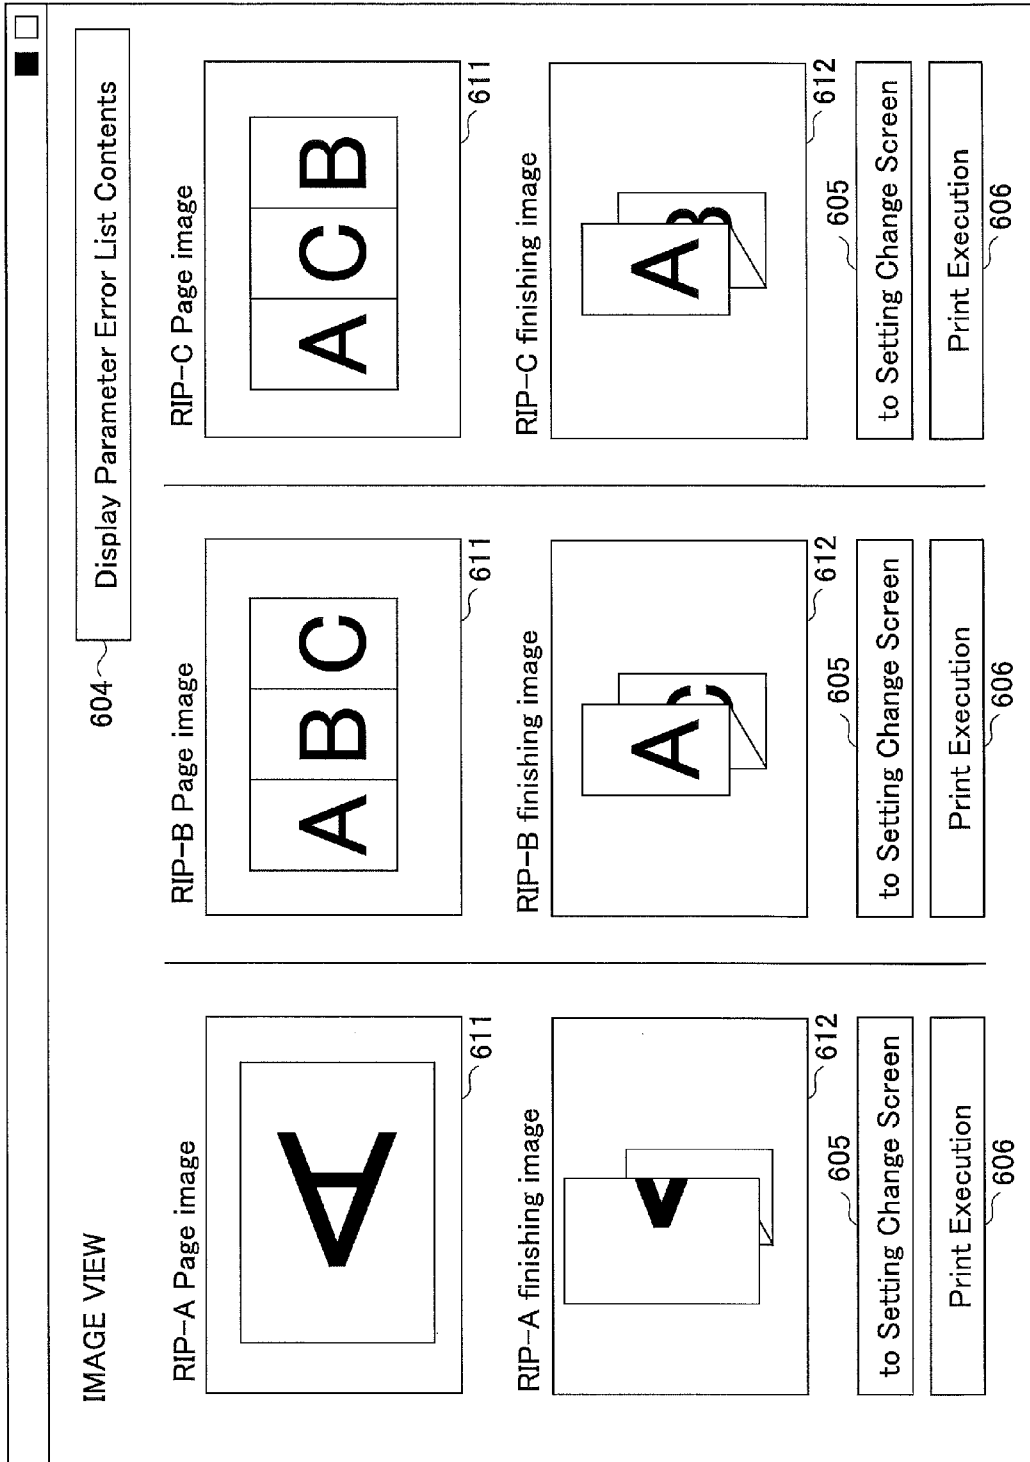 IMAGE VIEW
604
Display Parameter Error List Contents
RIP-A Page image
RIP-B Page image
RIP-C Page image
A
A B C
A C B
611
611
611
RIP-A finishing image
RIP-B finishing image
RIP-C finishing image
A
A C
A B
612
612
612
605
605
605
to Setting Change Screen
to Setting Change Screen
to Setting Change Screen
Print Execution
Print Execution
Print Execution
606
606
606